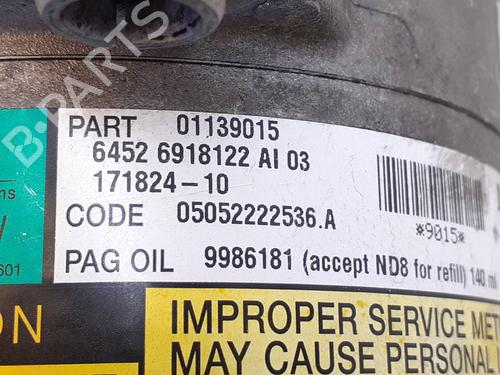 B-PARTS
PART 01139015
6452 6918122 AI 03
171824-10
CODE 05052222536.A
*9015*
PAG OIL 9986181 (accept ND8 for refill) 140 ml
IMPROPER SERVICE
MAY CAUSE PERSONAL